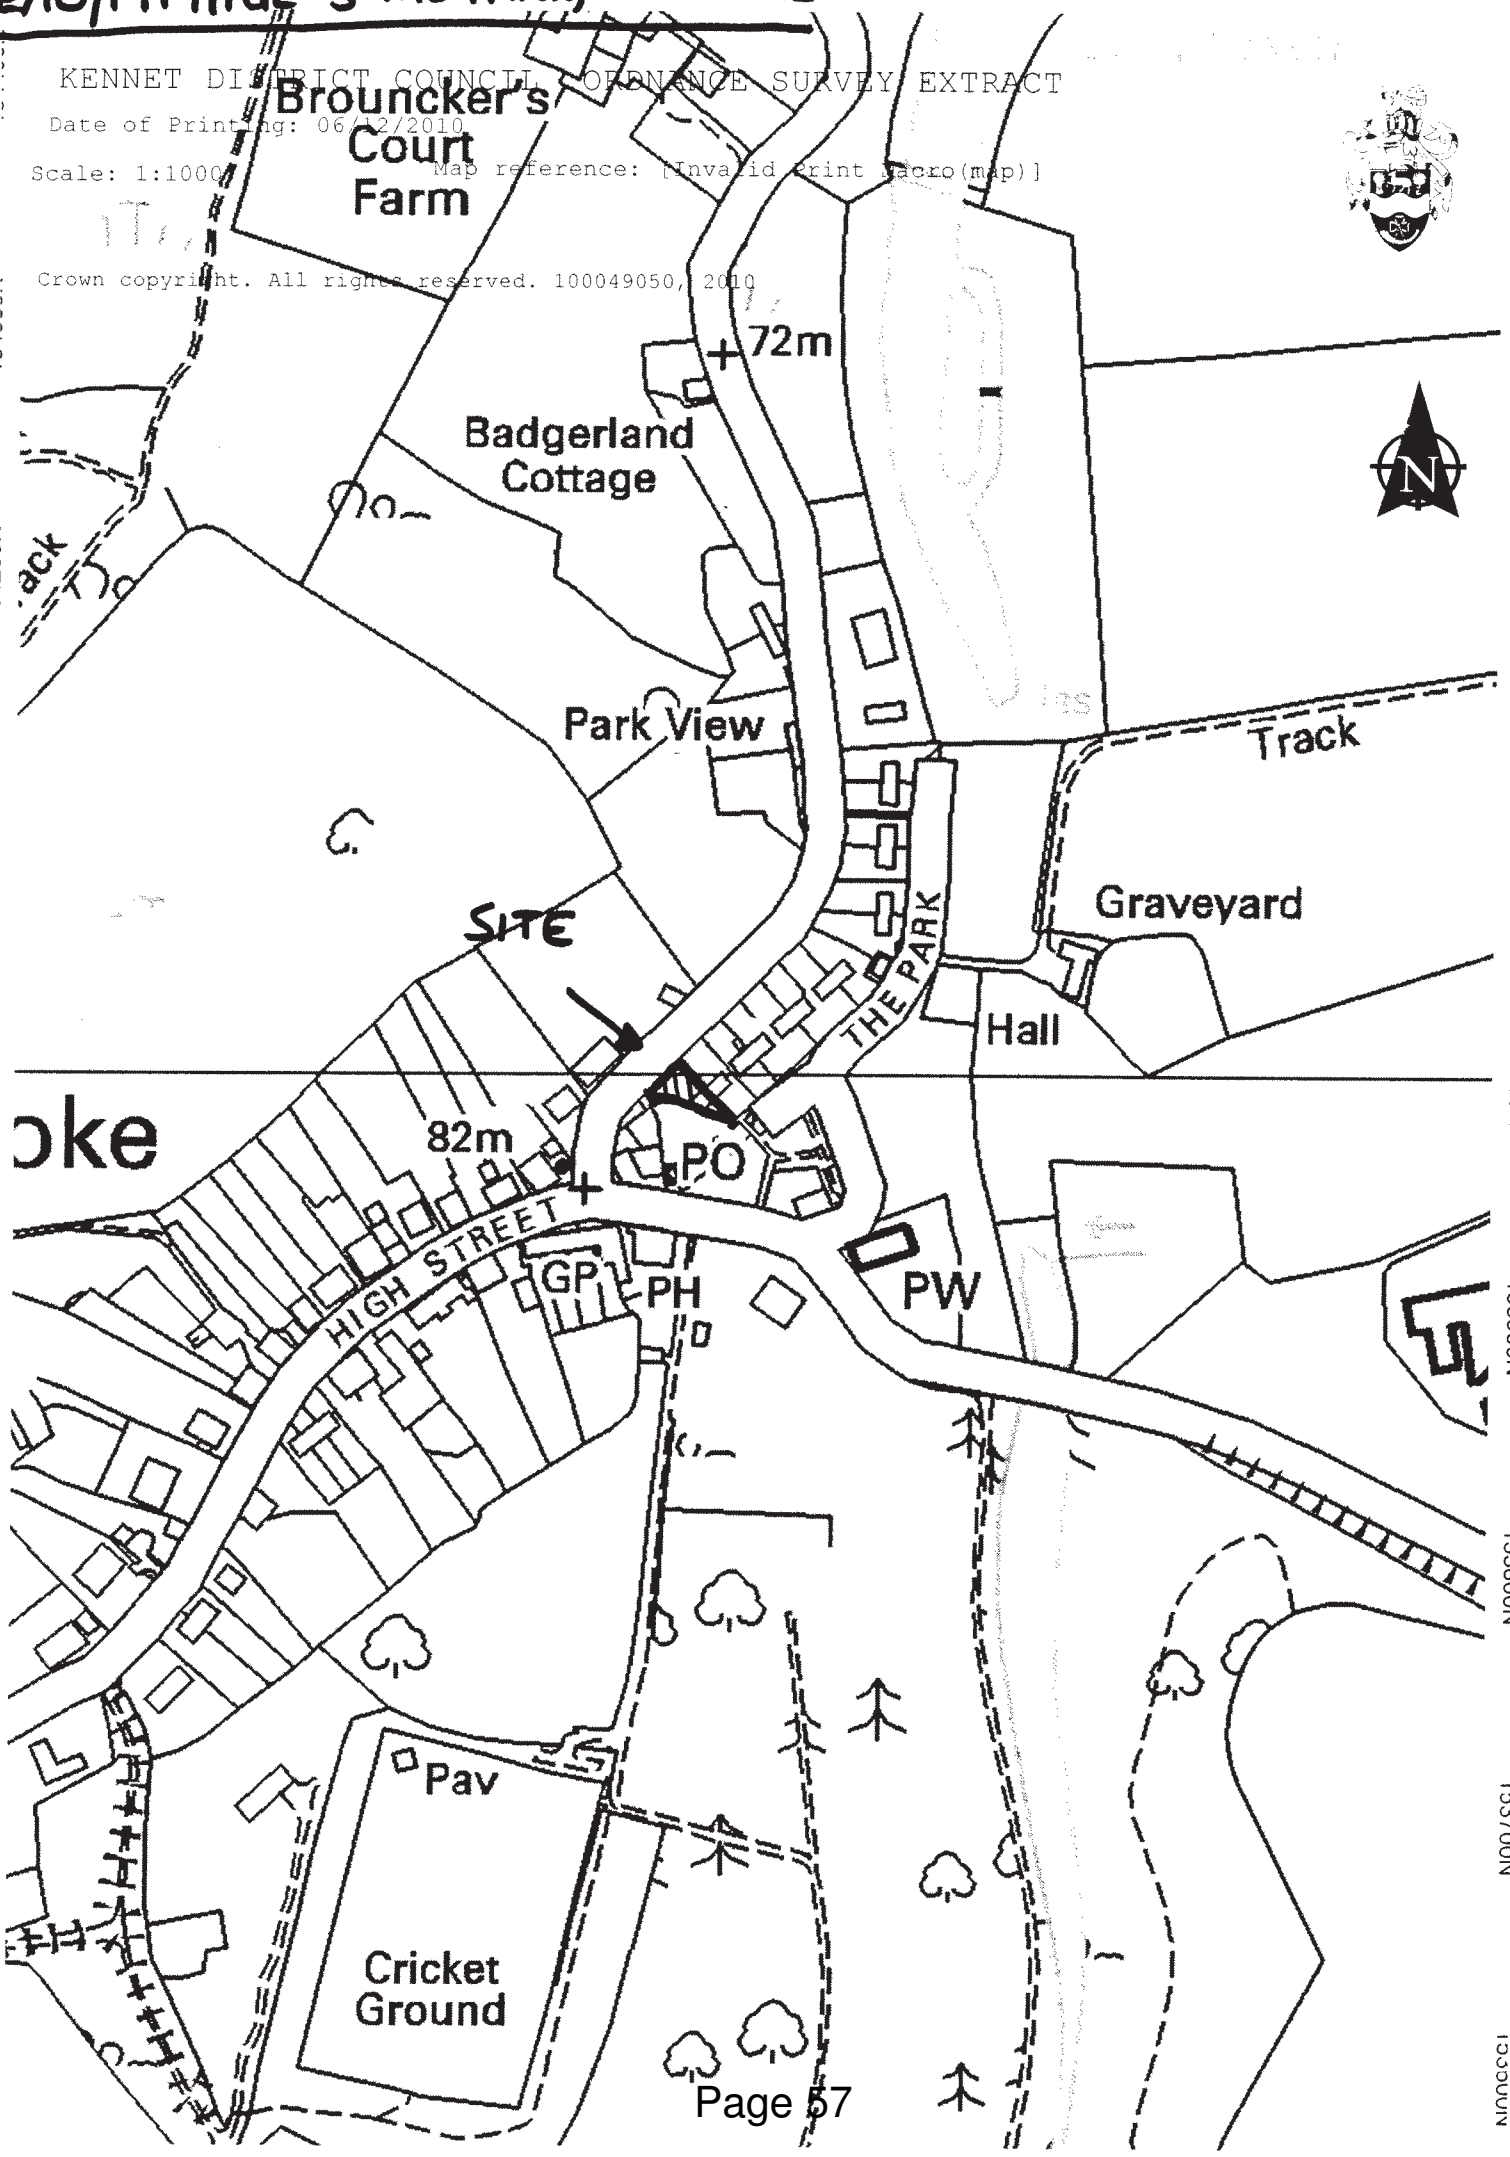 KENNET DISTRICT COUNCIL ORDNANCE SURVEY EXTRACT
Brouncker's
Court
Farm
Date of Printing: 06/12/2010
Scale: 1:1000
Map reference: [Invalid Print Macro(map)]
Crown copyright. All rights reserved. 100049050, 2010
72m
Badgerland
Cottage
N
ack
Park View
Track
SITE
Graveyard
THE PARK
Hall
oke
82m
PO
HIGH STREET
GP
PH
PW
Pav
Cricket
Ground
Page 57